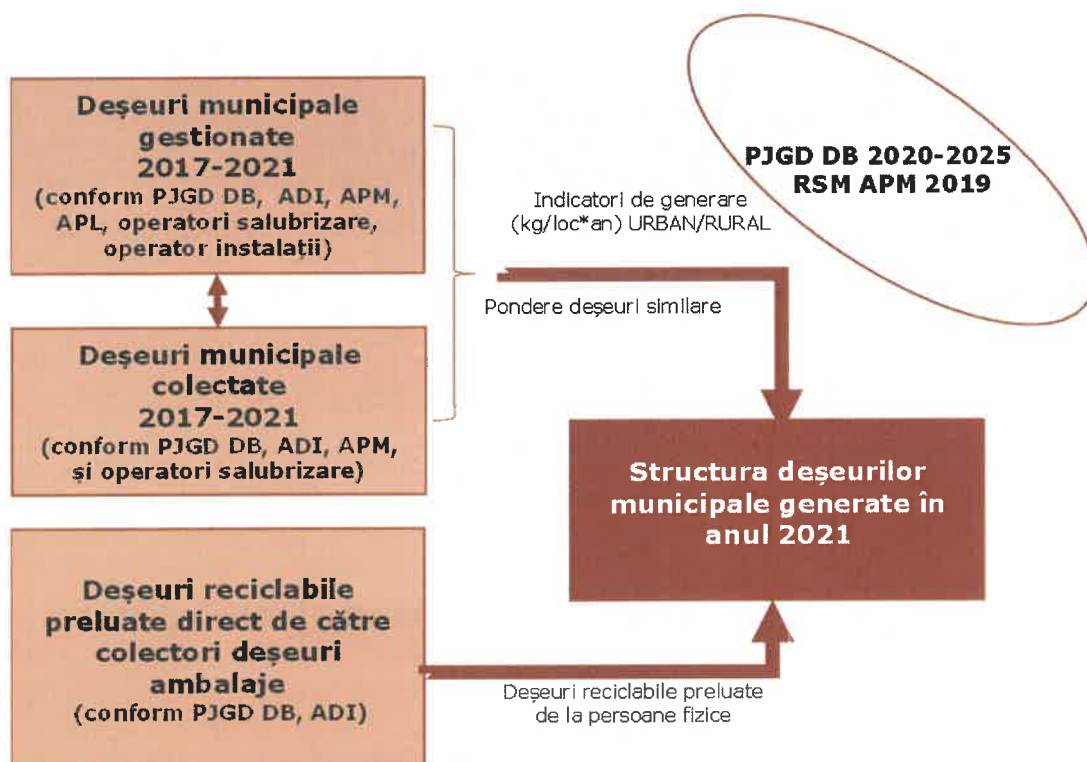 Deșeuri municipale
gestionate
2017-2021
(conform PJGD DB, ADI, APM,
APL, operatori salubrizare,
operator instalații)
Deșeuri municipale
colectate
2017-2021
(conform PJGD DB, ADI, APM,
și operatori salubrizare)
Deșeuri reciclabile
preluate direct de către
colectori deșeuri
ambalaje
(conform PJGD DB, ADI)
Indicatori de generare
(kg/loc*an) URBAN/RURAL
Pondere deșeuri similare
PJGD DB 2020-2025
RSM APM 2019
Structura deșeurilor
municipale generate în
anul 2021
Deșeuri reciclabile preluate
de la persoane fizice